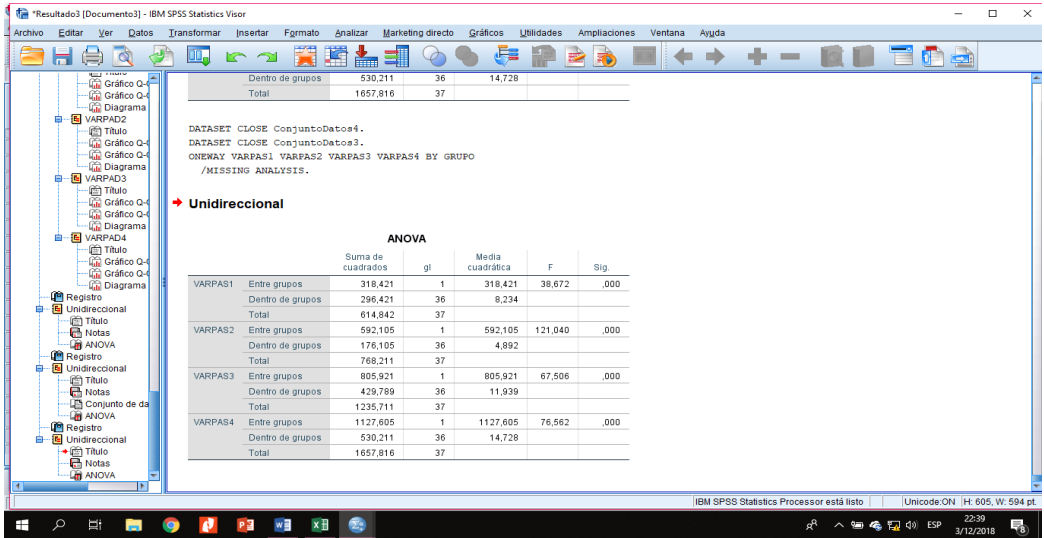 *Resultado3 [Documento3] - IBM SPSS Statistics Visor
Archivo Editar Ver Datos Transformar Insertar Formato Analizar Marketing directo Gráficos Utilidades Ampliaciones Ventana Ayuda
Título
Gráfico Q-Q
Gráfico Q-Q
Diagrama
VARPAD2
Título
Gráfico Q-Q
Gráfico Q-Q
Diagrama
VARPAD3
Título
Gráfico Q-Q
Gráfico Q-Q
Diagrama
VARPAD4
Título
Gráfico Q-Q
Gráfico Q-Q
Diagrama
Registro
Unidireccional
Título
Notas
ANOVA
Registro
Unidireccional
Título
Notas
Conjunto de da
ANOVA
Registro
Unidireccional
Título
Notas
ANOVA
Dentro de grupos 530,211 36 14,728
Total 1657,816 37
DATASET CLOSE ConjuntoDatos4.
DATASET CLOSE ConjuntoDatos3.
ONEWAY VARPAS1 VARPAS2 VARPAS3 VARPAS4 BY GRUPO
/MISSING ANALYSIS.
Unidireccional
ANOVA
Suma de cuadrados gl Media cuadrática F Sig.
VARPAS1 Entre grupos 318,421 1 318,421 38,672 ,000
Dentro de grupos 296,421 36 8,234
Total 614,842 37
VARPAS2 Entre grupos 592,105 1 592,105 121,040 ,000
Dentro de grupos 176,105 36 4,892
Total 768,211 37
VARPAS3 Entre grupos 805,921 1 805,921 67,506 ,000
Dentro de grupos 429,789 36 11,939
Total 1235,711 37
VARPAS4 Entre grupos 1127,605 1 1127,605 76,562 ,000
Dentro de grupos 530,211 36 14,728
Total 1657,816 37
IBM SPSS Statistics Processor está listo Unicode:ON H: 605, W: 594 pt.
ESP
22:39
3/12/2018
8